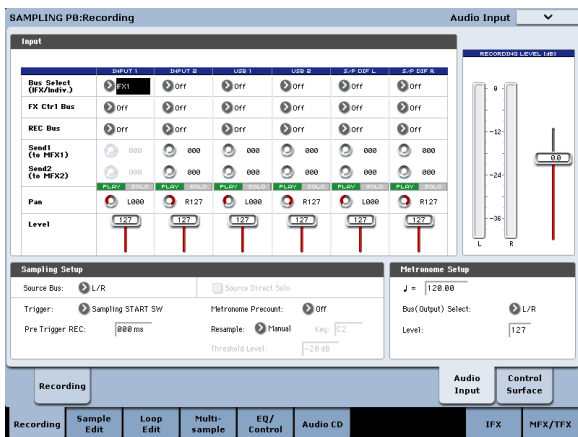 SAMPLING P0:Recording Audio Input
Input
RECORDING LEVEL [dB]
INPUT 1 INPUT 2 USB 1 USB 2 S/P DIF L S/P DIF R
Bus Select
(IFX/Indiv.) IFX1 Off Off Off Off Off
FX Ctrl Bus Off Off Off Off Off Off
REC Bus Off Off Off Off Off Off
Send1
(to MFX1) 000 000 000 000 000 000
Send2
(to MFX2) 000 000 000 000 000 000
PLAY SOLO PLAY SOLO PLAY SOLO PLAY SOLO PLAY SOLO PLAY SOLO
Pan L000 R127 L000 R127 L000 R127
Level 127 127 127 127 127 127
0
-12
-24
-36
0.0
L R
Sampling Setup
Source Bus: L/R Source Direct Solo
Trigger: Sampling START SW Metronome Precount: Off
Pre Trigger REC: 000 ms Resample: Manual Key: C2
Threshold Level: -20 dB
Metronome Setup
♩ = 120.00
Bus(Output) Select: L/R
Level: 127
Recording Audio Input Control Surface
Recording Sample Edit Loop Edit Multi-sample EQ/Control Audio CD IFX MFX/TFX